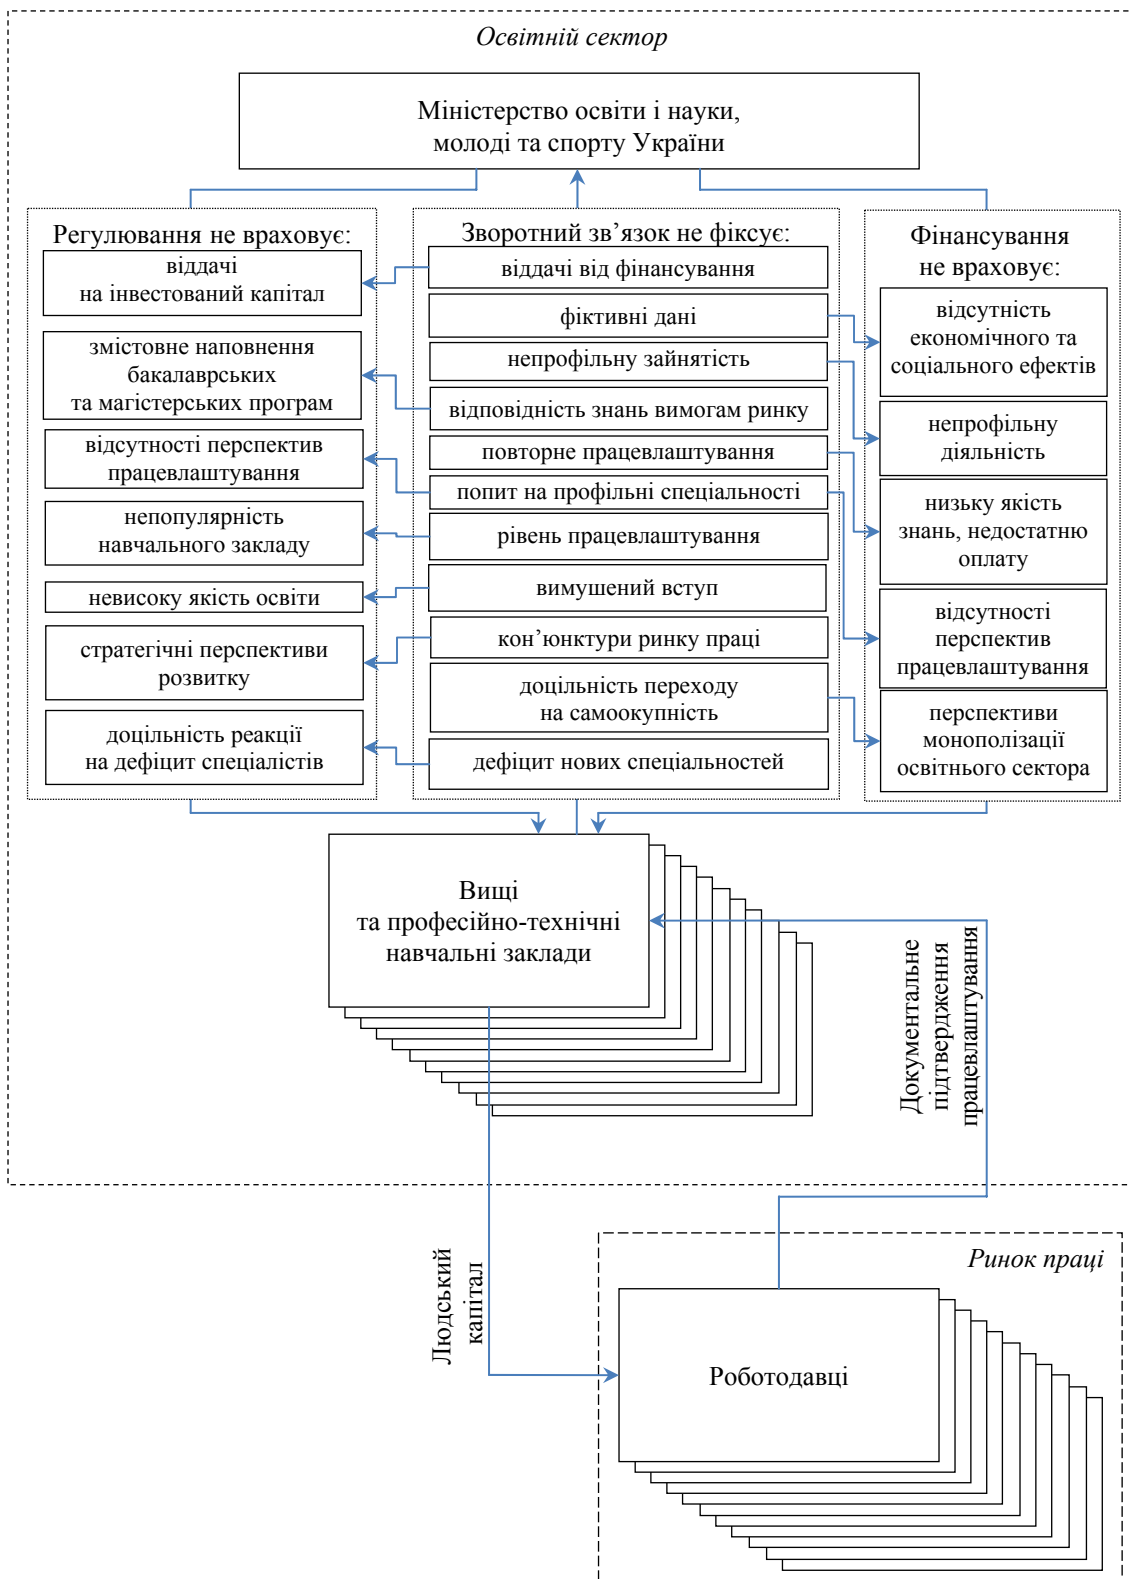 Освітній сектор
Міністерство освіти і науки,
молоді та спорту України
Регулювання не враховує:
віддачі
на інвестований капітал
змістовне наповнення
бакалаврських
та магістерських програм
відсутності перспектив
працевлаштування
непопулярність
навчального закладу
невисоку якість освіти
стратегічні перспективи
розвитку
доцільність реакції
на дефіцит спеціалістів
Зворотний зв’язок не фіксує:
віддачі від фінансування
фіктивні дані
непрофільну зайнятість
відповідність знань вимогам ринку
повторне працевлаштування
попит на профільні спеціальності
рівень працевлаштування
вимушений вступ
кон’юнктури ринку праці
доцільність переходу
на самоокупність
дефіцит нових спеціальностей
Фінансування
не враховує:
відсутність
економічного та
соціального ефектів
непрофільну
діяльність
низьку якість
знань, недостатню
оплату
відсутності
перспектив
працевлаштування
перспективи
монополізації
освітнього сектора
Вищі
та професійно-технічні
навчальні заклади
Документальне
підтвердження
працевлаштування
Людський
капітал
Ринок праці
Роботодавці